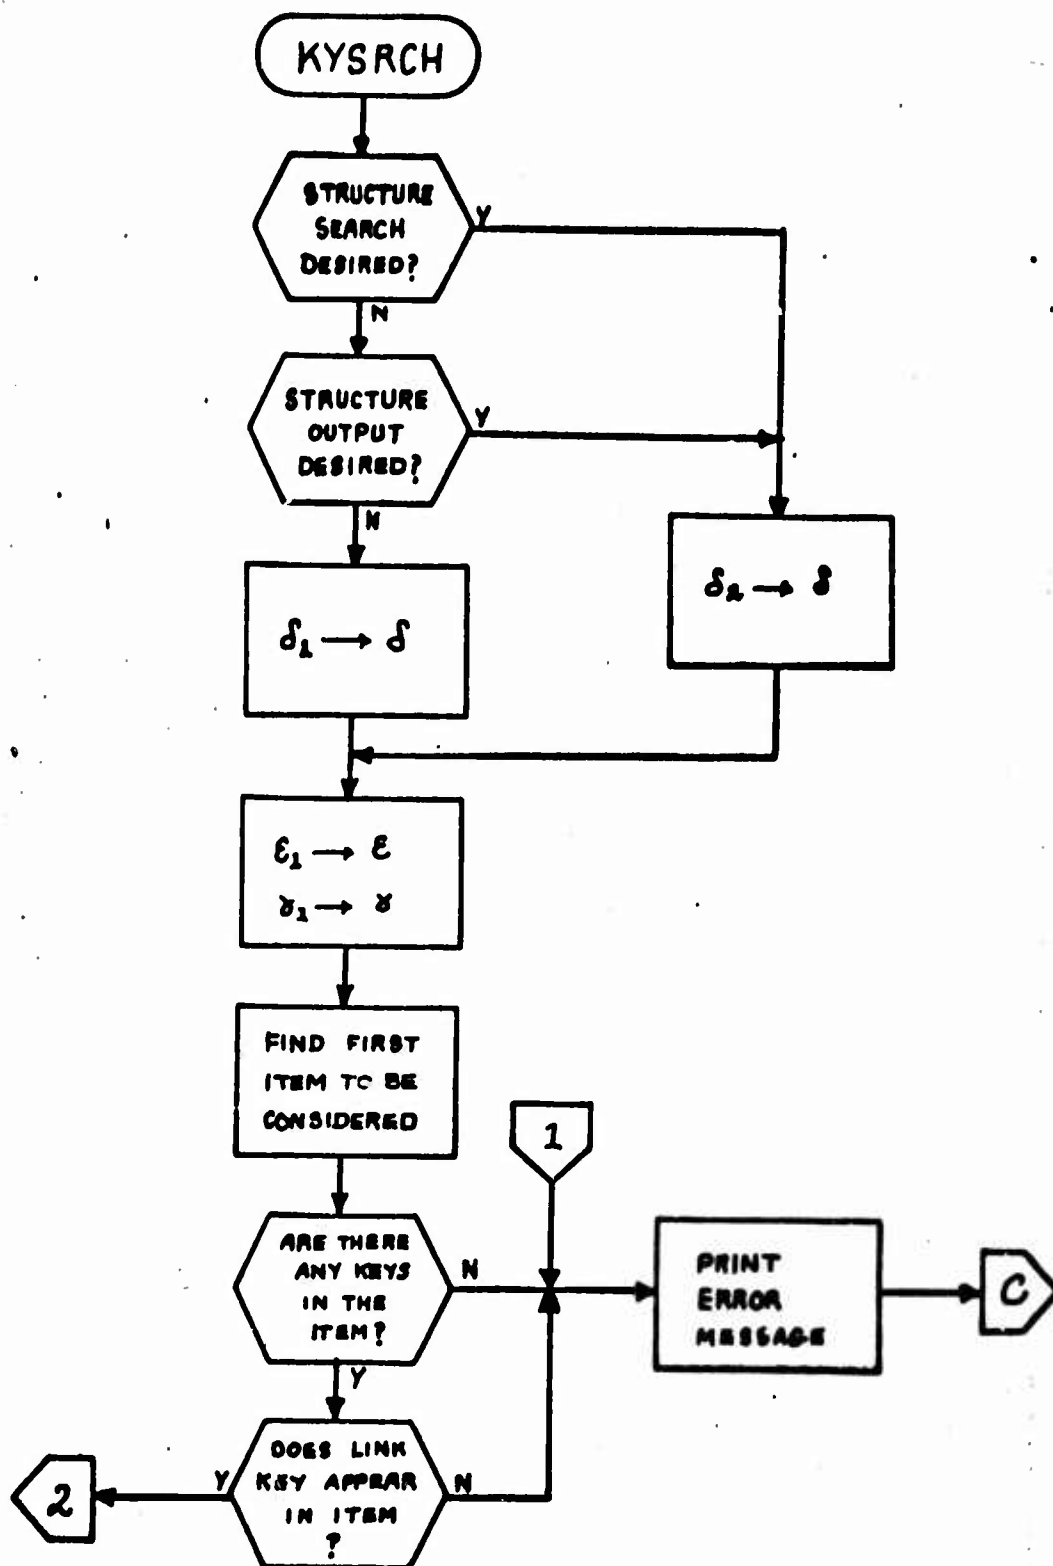 KYSRCH
STRUCTURE
SEARCH
DESIRED?
Y
N
STRUCTURE
OUTPUT
DESIRED?
Y
N
δ₁ → δ
δ₂ → δ
ε₁ → ε
γ₁ → γ
FIND FIRST
ITEM TO BE
CONSIDERED
1
ARE THERE
ANY KEYS
IN THE
ITEM?
N
Y
PRINT
ERROR
MESSAGE
C
DOES LINK
KEY APPEAR
IN ITEM
?
Y
N
2